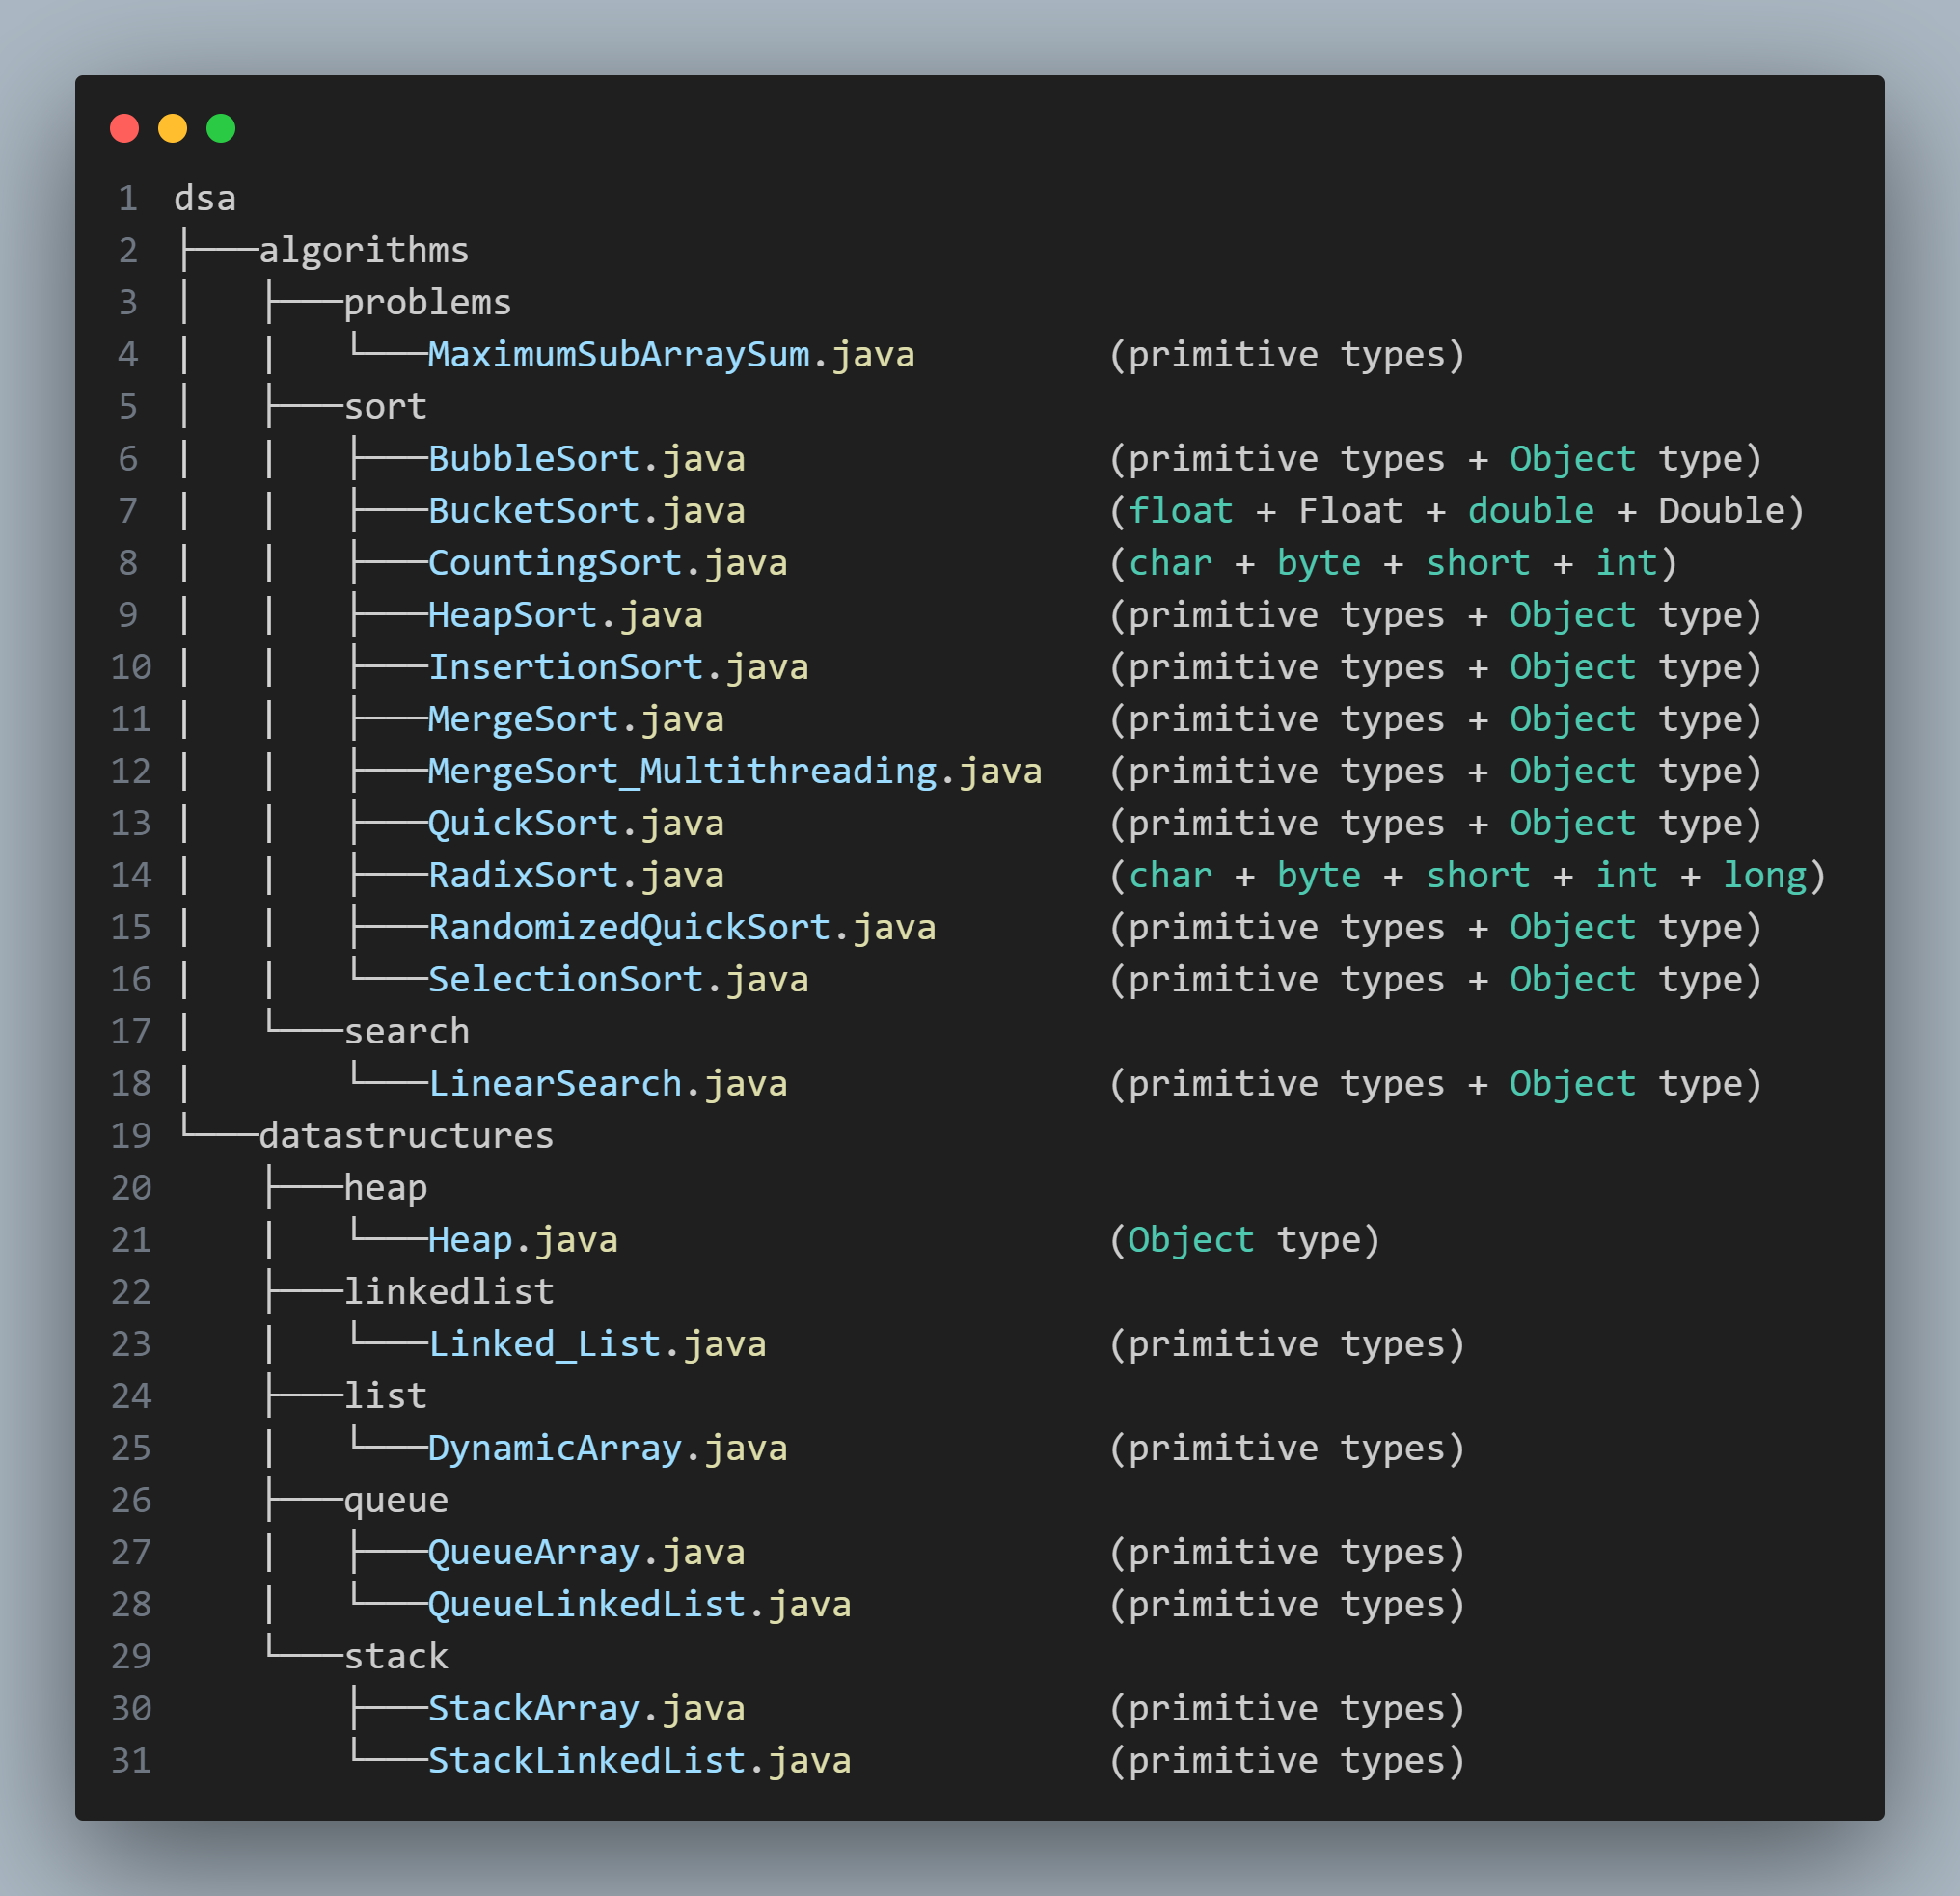 1 dsa
2 ├───algorithms
3 │   ├───problems
4 │   │   └───MaximumSubArraySum.java         (primitive types)
5 │   ├───sort
6 │   │   ├───BubbleSort.java                 (primitive types + Object type)
7 │   │   ├───BucketSort.java                 (float + Float + double + Double)
8 │   │   ├───CountingSort.java               (char + byte + short + int)
9 │   │   ├───HeapSort.java                   (primitive types + Object type)
10 │   │   ├───InsertionSort.java              (primitive types + Object type)
11 │   │   ├───MergeSort.java                  (primitive types + Object type)
12 │   │   ├───MergeSort_Multithreading.java   (primitive types + Object type)
13 │   │   ├───QuickSort.java                  (primitive types + Object type)
14 │   │   ├───RadixSort.java                  (char + byte + short + int + long)
15 │   │   ├───RandomizedQuickSort.java        (primitive types + Object type)
16 │   │   └───SelectionSort.java              (primitive types + Object type)
17 │   └───search
18 │       └───LinearSearch.java               (primitive types + Object type)
19 └───datastructures
20     ├───heap
21     │   └───Heap.java                       (Object type)
22     ├───linkedlist
23     │   └───Linked_List.java                (primitive types)
24     ├───list
25     │   └───DynamicArray.java               (primitive types)
26     ├───queue
27     │   ├───QueueArray.java                 (primitive types)
28     │   └───QueueLinkedList.java            (primitive types)
29     └───stack
30         ├───StackArray.java                 (primitive types)
31         └───StackLinkedList.java            (primitive types)